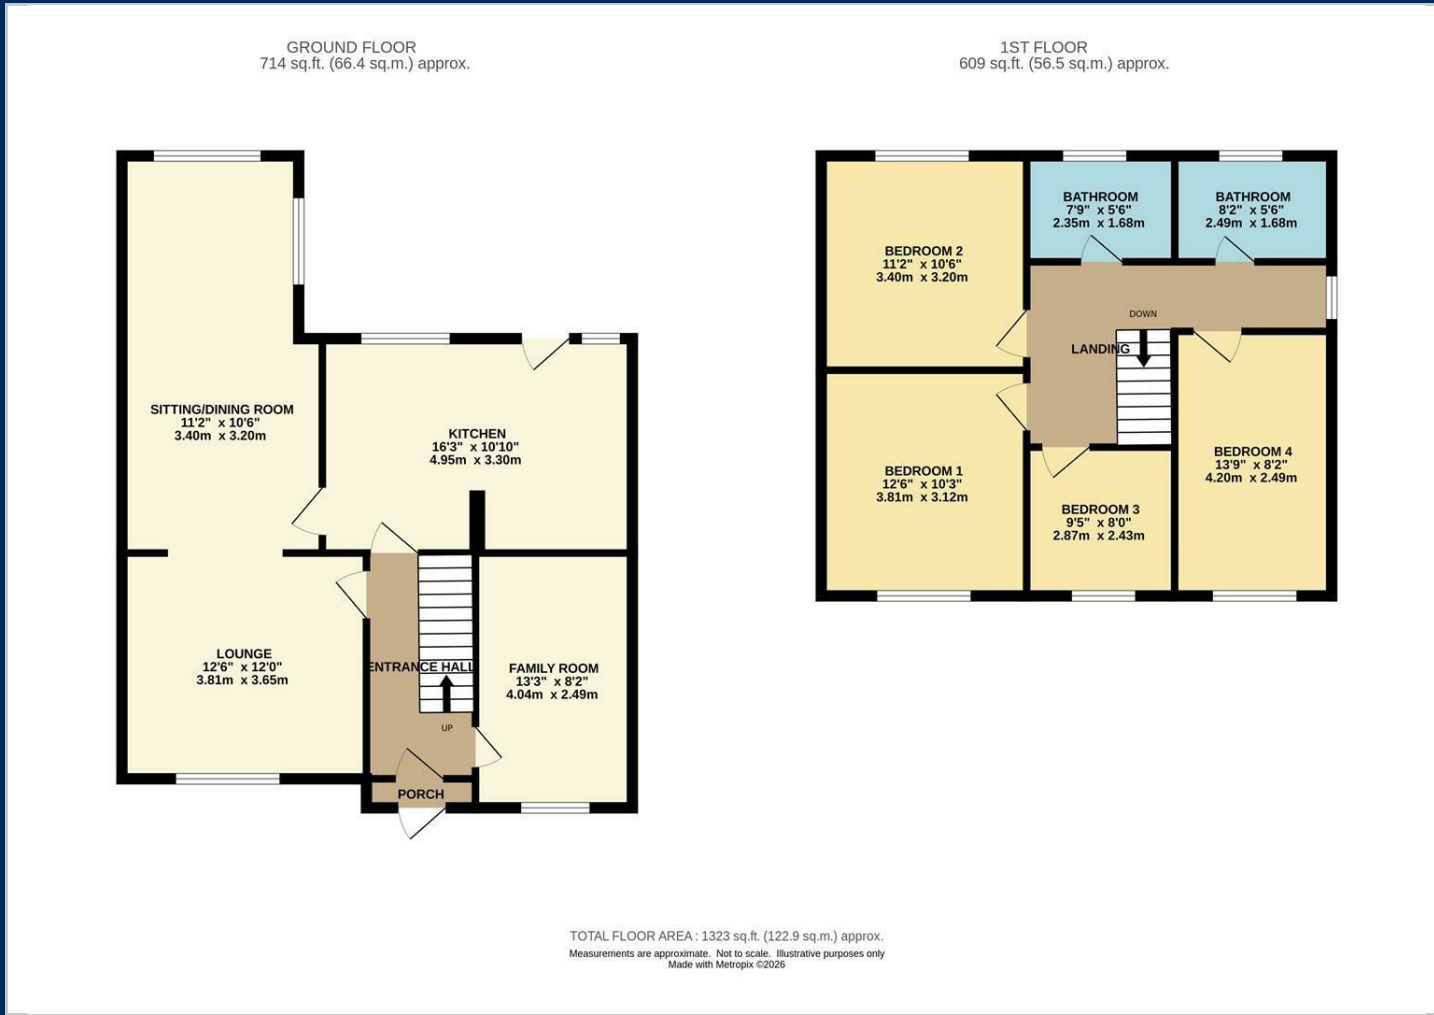 GROUND FLOOR
714 sq.ft. (66.4 sq.m.) approx.
SITTING/DINING ROOM
11'2" x 10'6"
3.40m x 3.20m
KITCHEN
16'3" x 10'10"
4.95m x 3.30m
LOUNGE
12'6" x 12'0"
3.81m x 3.65m
ENTRANCE HALL
UP
FAMILY ROOM
13'3" x 8'2"
4.04m x 2.49m
PORCH
1ST FLOOR
609 sq.ft. (56.5 sq.m.) approx.
BEDROOM 2
11'2" x 10'6"
3.40m x 3.20m
BATHROOM
7'9" x 5'6"
2.35m x 1.68m
BATHROOM
8'2" x 5'6"
2.49m x 1.68m
DOWN
LANDING
BEDROOM 1
12'6" x 10'3"
3.81m x 3.12m
BEDROOM 3
9'5" x 8'0"
2.87m x 2.43m
BEDROOM 4
13'9" x 8'2"
4.20m x 2.49m
TOTAL FLOOR AREA : 1323 sq.ft. (122.9 sq.m.) approx.
Measurements are approximate. Not to scale. Illustrative purposes only
Made with Metropix ©2026